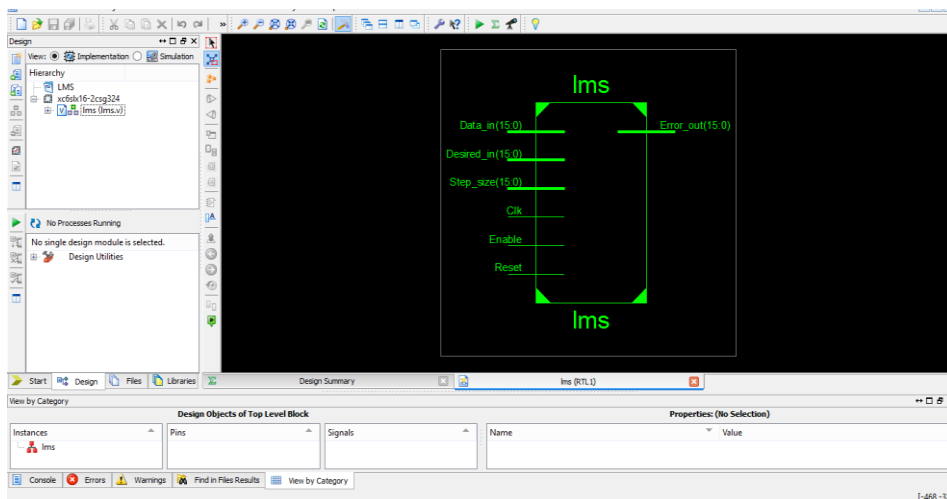 Design
View: Implementation Simulation
Hierarchy
LMS
xc6slx16-2csg324
lms (lms.v)
No Processes Running
No single design module is selected.
Design Utilities
lms
Data_in(15:0)
Error_out(15:0)
Desired_in(15:0)
Step_size(15:0)
Clk
Enable
Reset
lms
Start Design Files Libraries
Design Summary
lms (RTL1)
View by Category
Design Objects of Top Level Block
Properties: (No Selection)
Instances
Pins
Signals
Name
Value
lms
Console Errors Warnings Find in Files Results View by Category